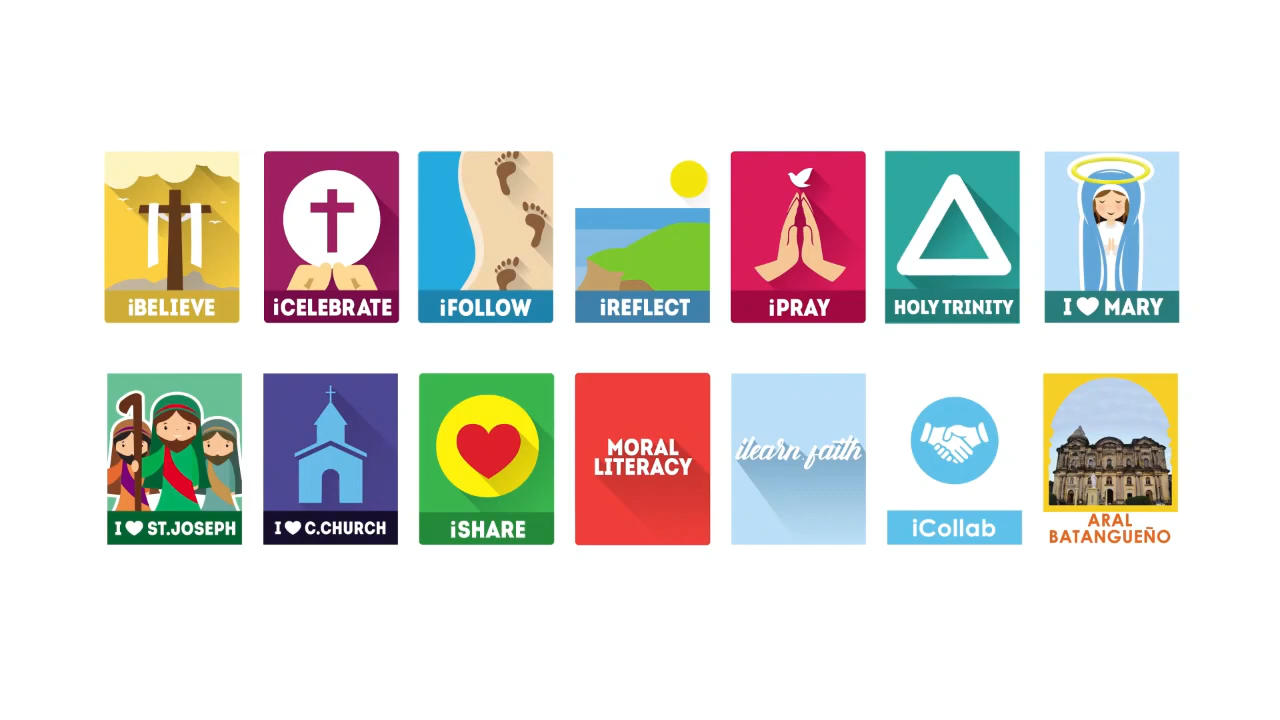 iBELIEVE
iCELEBRATE
iFOLLOW
iREFLECT
iPRAY
HOLY TRINITY
I ♥ MARY
I ♥ ST.JOSEPH
I ♥ C.CHURCH
iSHARE
MORAL
LITERACY
ilearn.faith
iCollab
ARAL
BATANGUEÑO